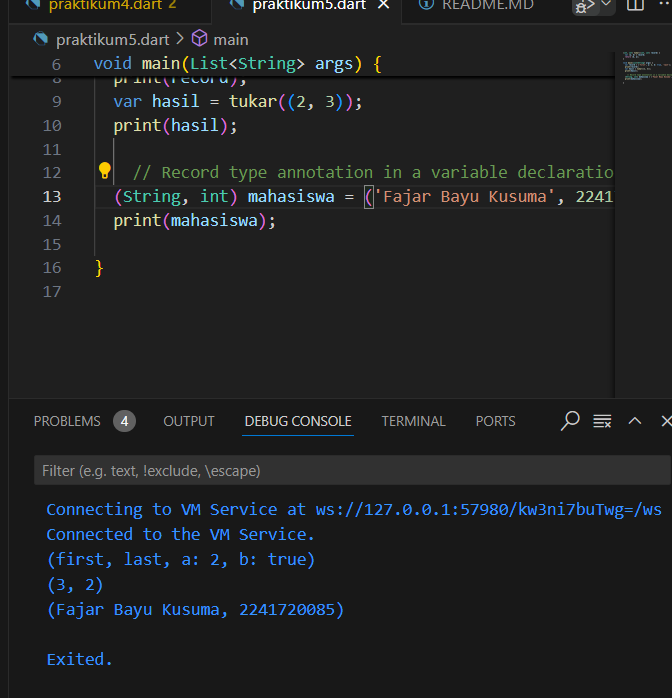 praktikum4.dart 2
praktikum5.dart
README.MD
praktikum5.dart > main
6 void main(List<String> args) {
8 print(record);
9 var hasil = tukar((2, 3));
10 print(hasil);
11
12 // Record type annotation in a variable declaratio
13 (String, int) mahasiswa = ('Fajar Bayu Kusuma', 2241
14 print(mahasiswa);
15
16 }
17
PROBLEMS 4 OUTPUT DEBUG CONSOLE TERMINAL PORTS
Filter (e.g. text, !exclude, \escape)
Connecting to VM Service at ws://127.0.0.1:57980/kw3ni7buTwg=/ws
Connected to the VM Service.
(first, last, a: 2, b: true)
(3, 2)
(Fajar Bayu Kusuma, 2241720085)
Exited.